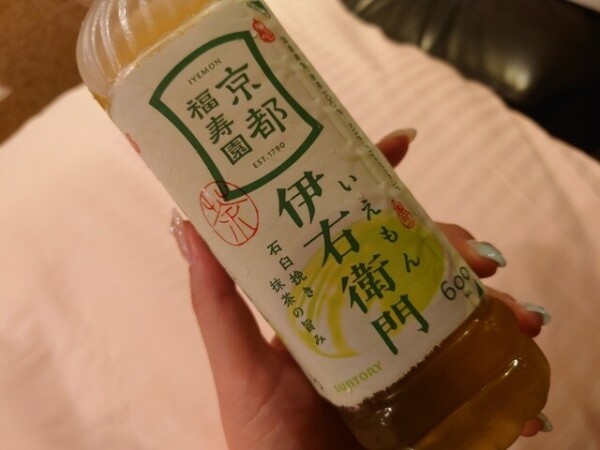 IYEMON
京都
福寿園
EST.1790
茶
いえもん
伊右衛門
石臼挽き
抹茶の旨み
600
SUNTORY